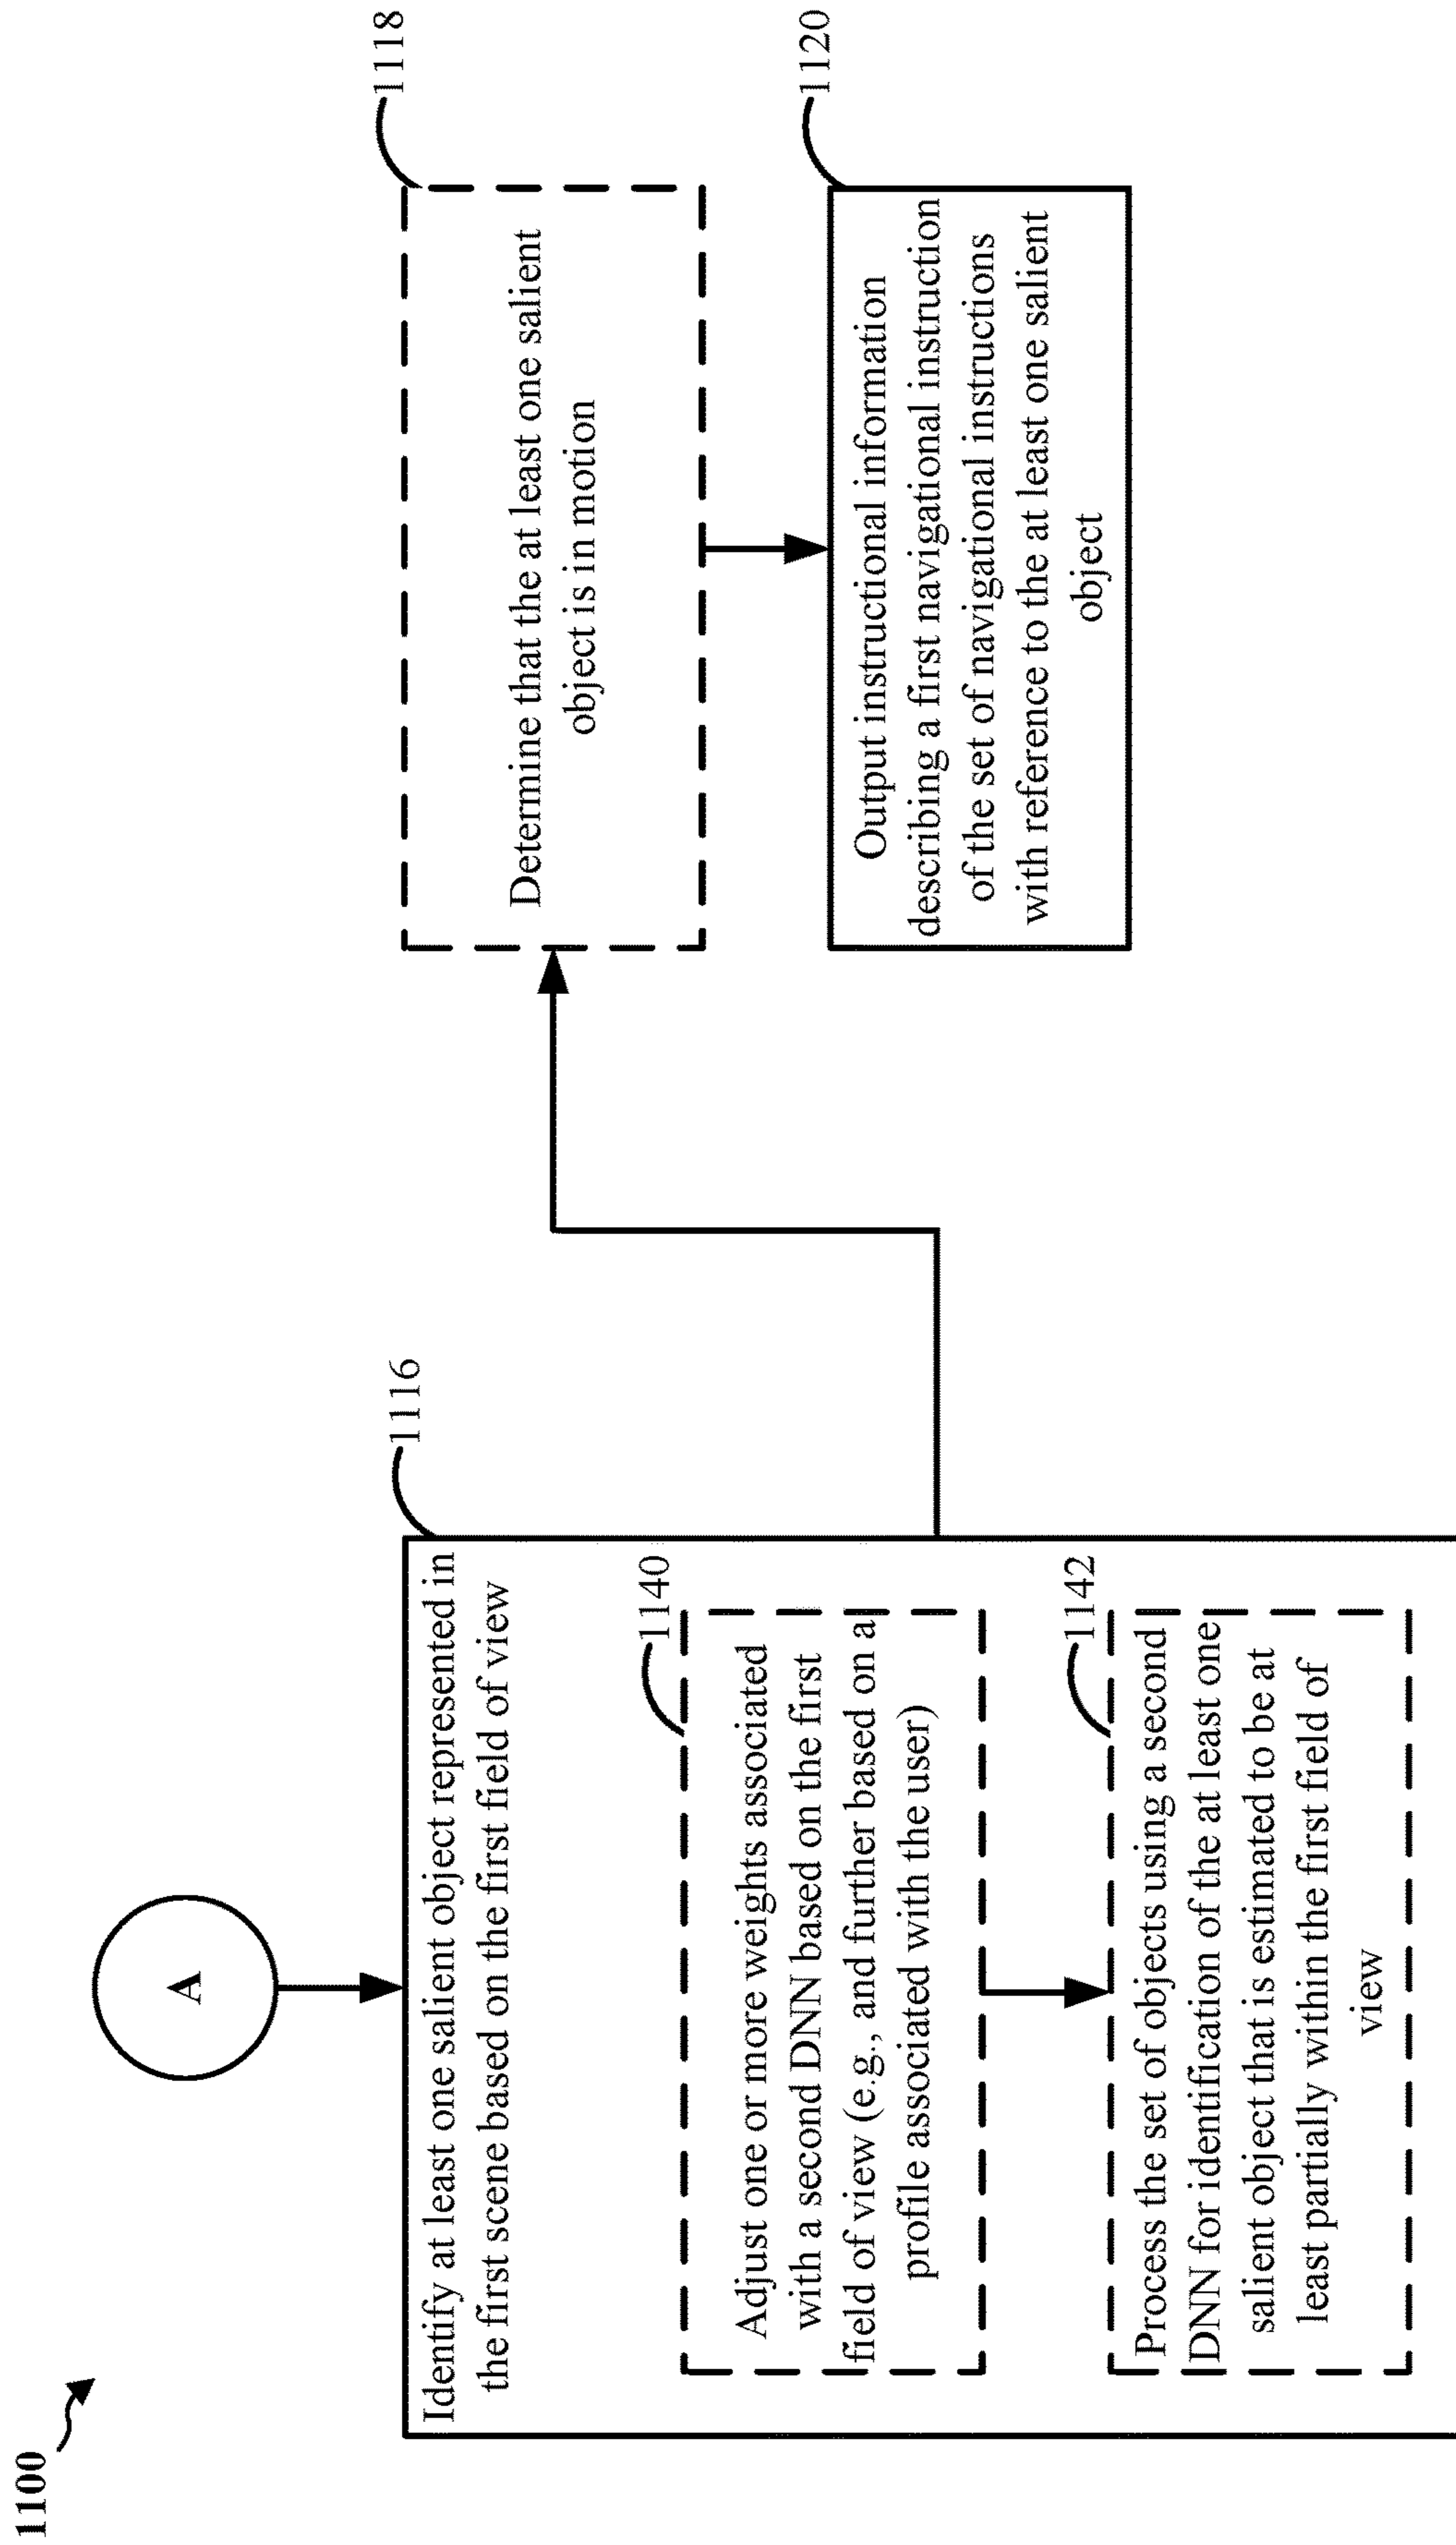 1100
A
1116
Identify at least one salient object represented in
the first scene based on the first field of view
1140
Adjust one or more weights associated
with a second DNN based on the first
field of view (e.g., and further based on a
profile associated with the user)
1142
Process the set of objects using a second
DNN for identification of the at least one
salient object that is estimated to be at
least partially within the first field of
view
1118
Determine that the at least one salient
object is in motion
1120
Output instructional information
describing a first navigational instruction
of the set of navigational instructions
with reference to the at least one salient
object